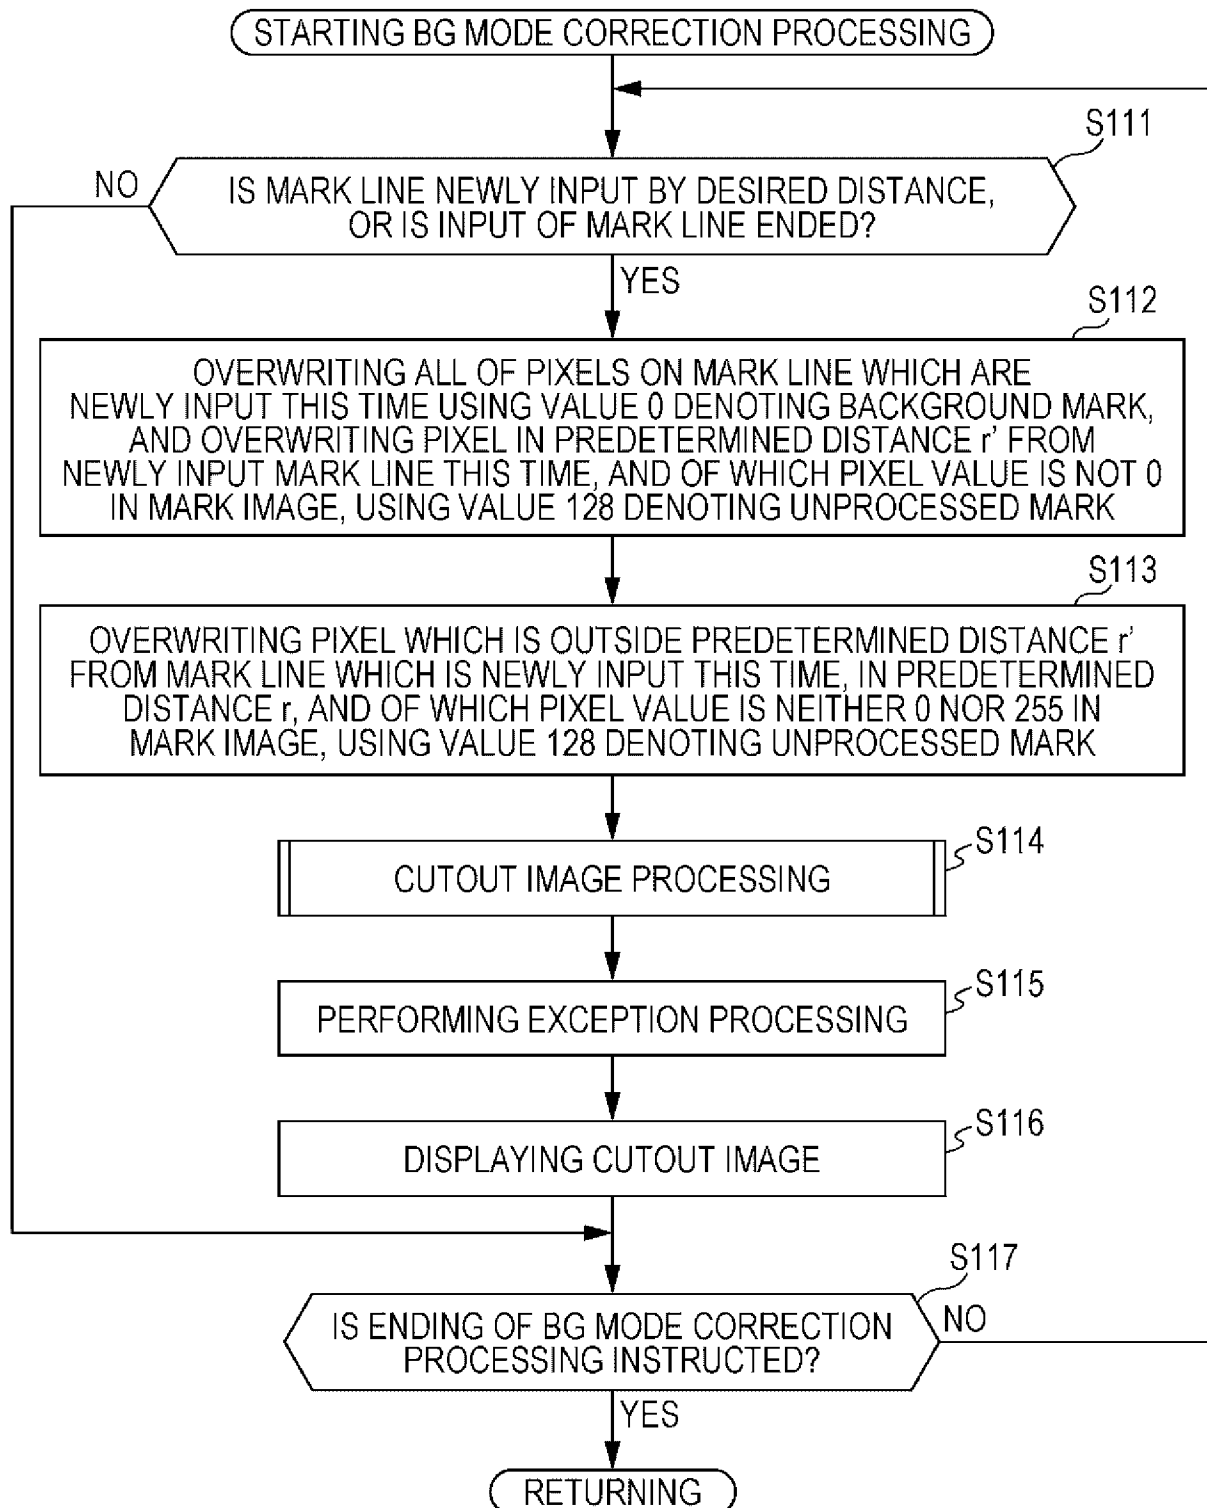 STARTING BG MODE CORRECTION PROCESSING
S111
NO
IS MARK LINE NEWLY INPUT BY DESIRED DISTANCE,
OR IS INPUT OF MARK LINE ENDED?
YES
S112
OVERWRITING ALL OF PIXELS ON MARK LINE WHICH ARE
NEWLY INPUT THIS TIME USING VALUE 0 DENOTING BACKGROUND MARK,
AND OVERWRITING PIXEL IN PREDETERMINED DISTANCE r' FROM
NEWLY INPUT MARK LINE THIS TIME, AND OF WHICH PIXEL VALUE IS NOT 0
IN MARK IMAGE, USING VALUE 128 DENOTING UNPROCESSED MARK
S113
OVERWRITING PIXEL WHICH IS OUTSIDE PREDETERMINED DISTANCE r'
FROM MARK LINE WHICH IS NEWLY INPUT THIS TIME, IN PREDETERMINED
DISTANCE r, AND OF WHICH PIXEL VALUE IS NEITHER 0 NOR 255 IN
MARK IMAGE, USING VALUE 128 DENOTING UNPROCESSED MARK
S114
CUTOUT IMAGE PROCESSING
S115
PERFORMING EXCEPTION PROCESSING
S116
DISPLAYING CUTOUT IMAGE
S117
IS ENDING OF BG MODE CORRECTION
PROCESSING INSTRUCTED?
NO
YES
RETURNING